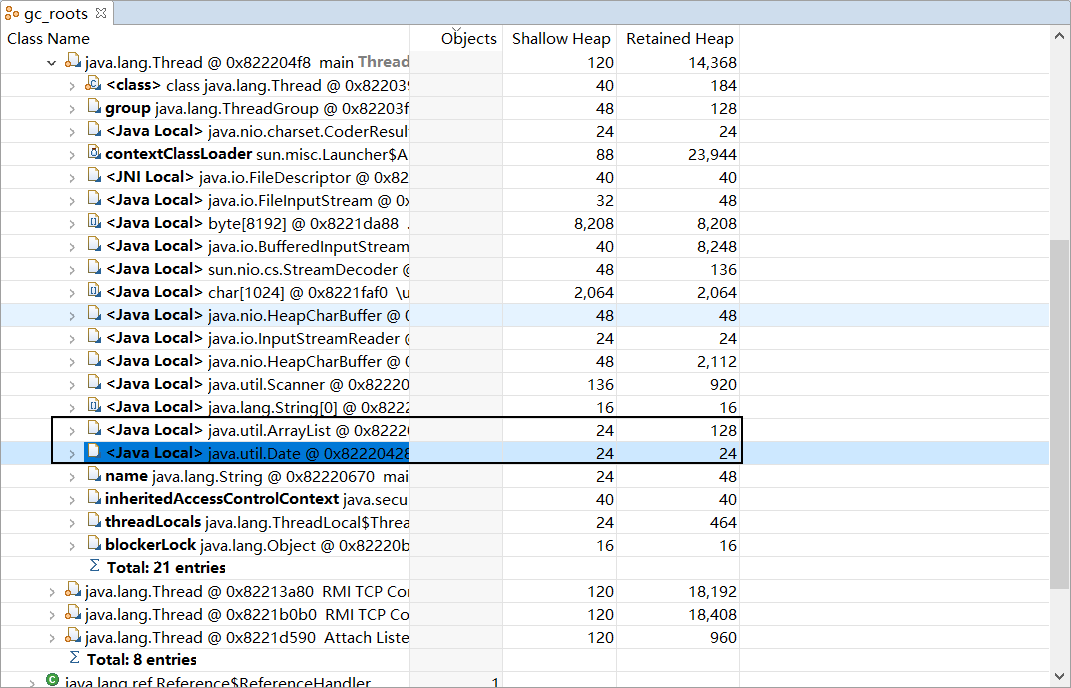 gc_roots
Class Name Objects Shallow Heap Retained Heap
java.lang.Thread @ 0x822204f8 main Thread 120 14,368
<class> class java.lang.Thread @ 0x822039 40 184
group java.lang.ThreadGroup @ 0x82203f 48 128
<Java Local> java.nio.charset.CoderResul 24 24
contextClassLoader sun.misc.Launcher$A 88 23,944
<JNI Local> java.io.FileDescriptor @ 0x82 40 40
<Java Local> java.io.FileInputStream @ 0x 32 48
<Java Local> byte[8192] @ 0x8221da88 . 8,208 8,208
<Java Local> java.io.BufferedInputStream 40 8,248
<Java Local> sun.nio.cs.StreamDecoder @ 48 136
<Java Local> char[1024] @ 0x8221faf0 \u 2,064 2,064
<Java Local> java.nio.HeapCharBuffer @ 0 48 48
<Java Local> java.io.InputStreamReader @ 24 24
<Java Local> java.nio.HeapCharBuffer @ 0 48 2,112
<Java Local> java.util.Scanner @ 0x82220 136 920
<Java Local> java.lang.String[0] @ 0x8222 16 16
<Java Local> java.util.ArrayList @ 0x82220 24 128
<Java Local> java.util.Date @ 0x82220428 24 24
name java.lang.String @ 0x82220670 mai 24 48
inheritedAccessControlContext java.secu 40 40
threadLocals java.lang.ThreadLocal$Threa 24 464
blockerLock java.lang.Object @ 0x82220b 16 16
Σ Total: 21 entries
java.lang.Thread @ 0x82213a80 RMI TCP Co 120 18,192
java.lang.Thread @ 0x8221b0b0 RMI TCP Co 120 18,408
java.lang.Thread @ 0x8221d590 Attach Liste 120 960
Σ Total: 8 entries
java.lang.ref.Reference$ReferenceHandler 1